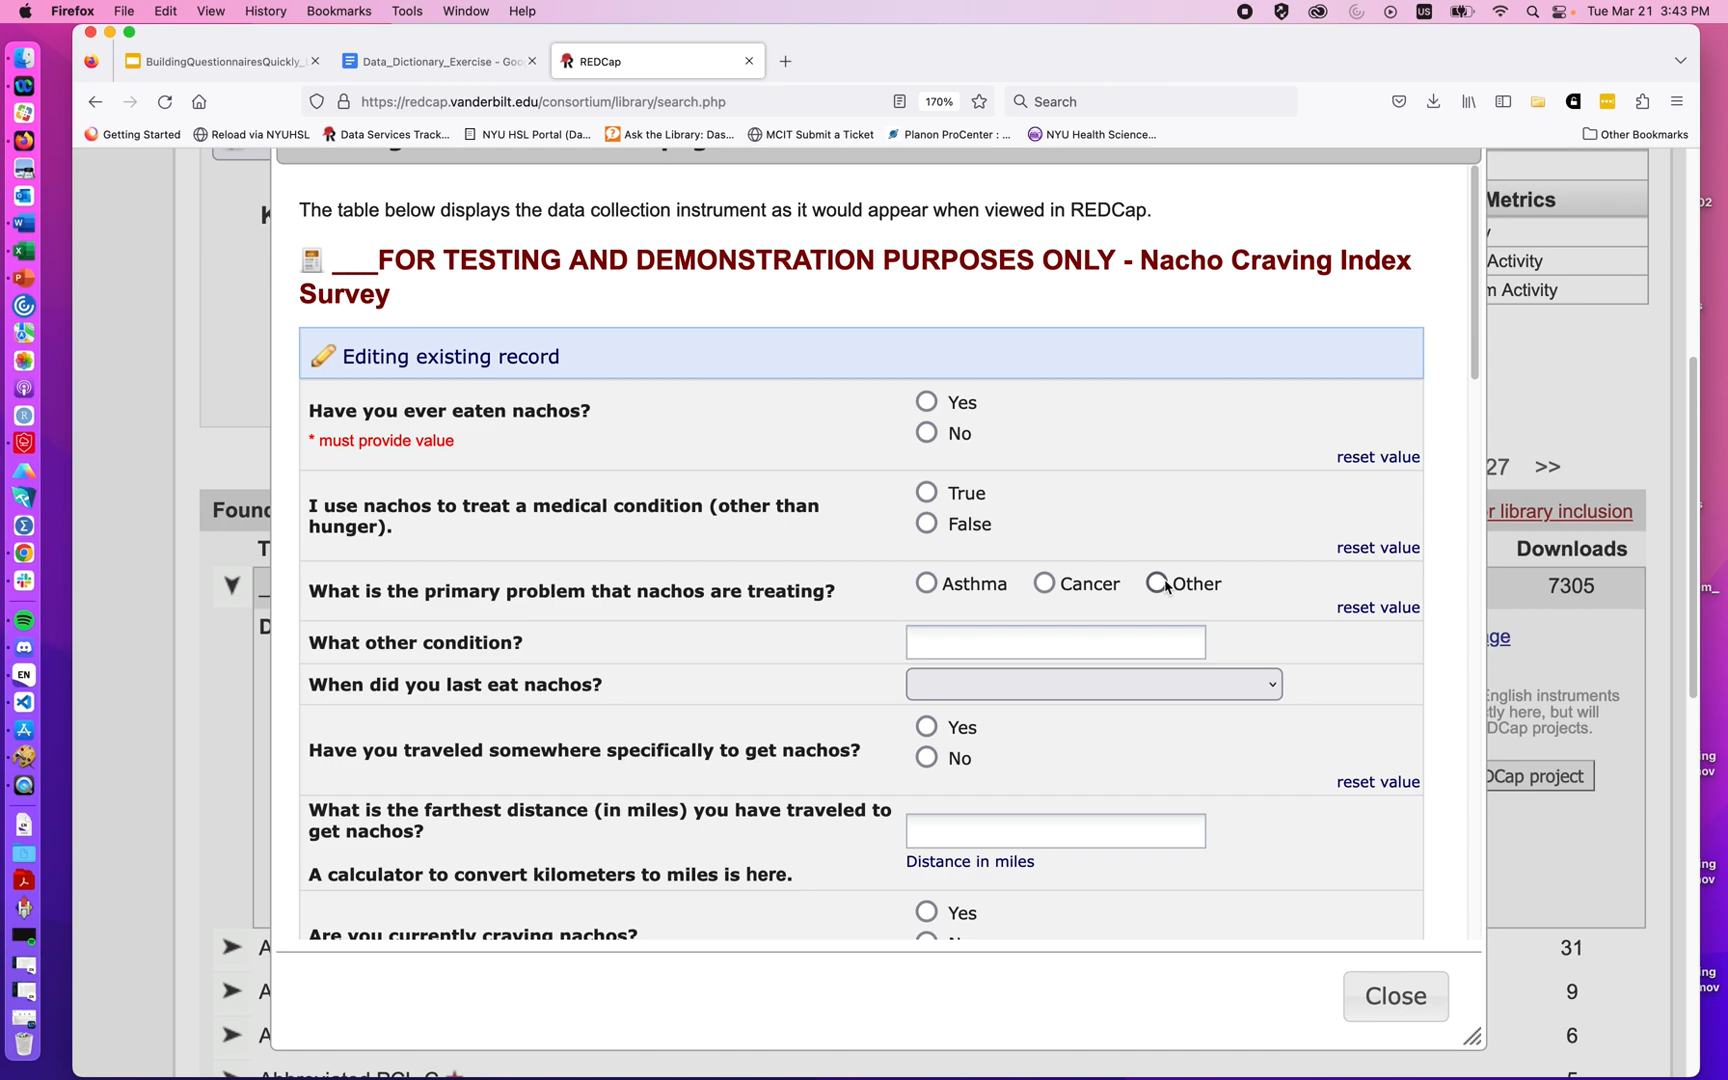 Firefox File Edit View History Bookmarks Tools Window Help US Tue Mar 21 3:43 PM
BuildingQuestionnairesQuickly_ Data_Dictionary_Exercise - Goo REDCap
https://redcap.vanderbilt.edu/consortium/library/search.php 170% Search
Getting Started Reload via NYUHSL Data Services Track... NYU HSL Portal (Da... Ask the Library: Das... MCIT Submit a Ticket Planon ProCenter : ... NYU Health Science... Other Bookmarks
Metrics
Activity
Activity
The table below displays the data collection instrument as it would appear when viewed in REDCap.
___FOR TESTING AND DEMONSTRATION PURPOSES ONLY - Nacho Craving Index
Survey
Editing existing record
Have you ever eaten nachos?
* must provide value
Yes
No
reset value
I use nachos to treat a medical condition (other than
hunger).
True
False
reset value
What is the primary problem that nachos are treating?
Asthma Cancer Other
reset value
What other condition?
When did you last eat nachos?
Have you traveled somewhere specifically to get nachos?
Yes
No
reset value
What is the farthest distance (in miles) you have traveled to
get nachos?
Distance in miles
A calculator to convert kilometers to miles is here.
Are you currently craving nachos?
Yes
Close
27 >>
Found
library inclusion
Downloads
7305
English instruments
here, but will
projects.
project
31
9
6
EN